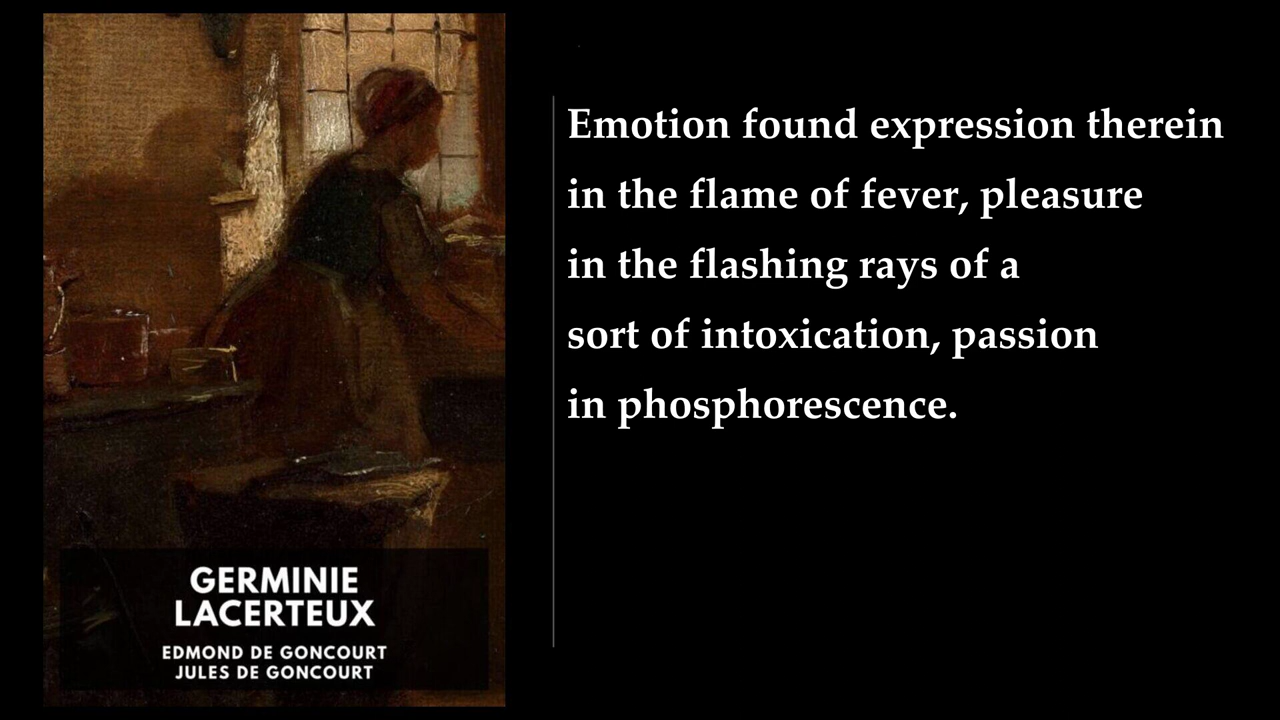 Emotion found expression therein
in the flame of fever, pleasure
in the flashing rays of a
sort of intoxication, passion
in phosphorescence.
GERMINIE
LACERTEUX
EDMOND DE GONCOURT
JULES DE GONCOURT